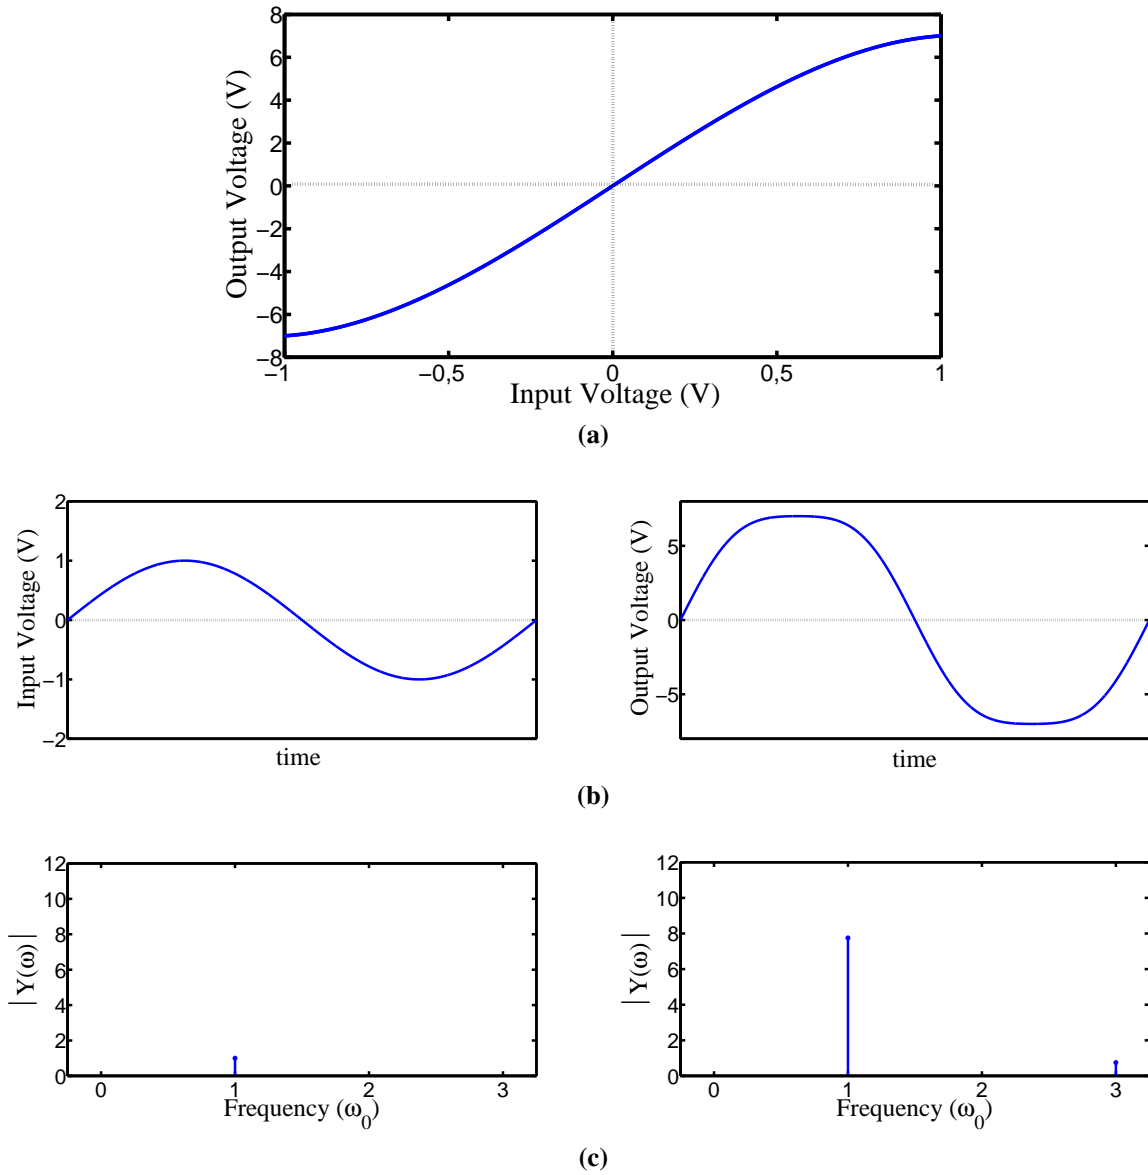 8
6
4
2
0
−2
−4
−6
−8
Output Voltage (V)
−1 −0,5 0 0,5 1
Input Voltage (V)
(a)
2
1
0
−1
−2
Input Voltage (V)
time
5
0
−5
Output Voltage (V)
time
(b)
12
10
8
6
4
2
0
|Y(ω)|
0 1 2 3
Frequency (ω₀)
12
10
8
6
4
2
0
|Y(ω)|
0 1 2 3
Frequency (ω₀)
(c)